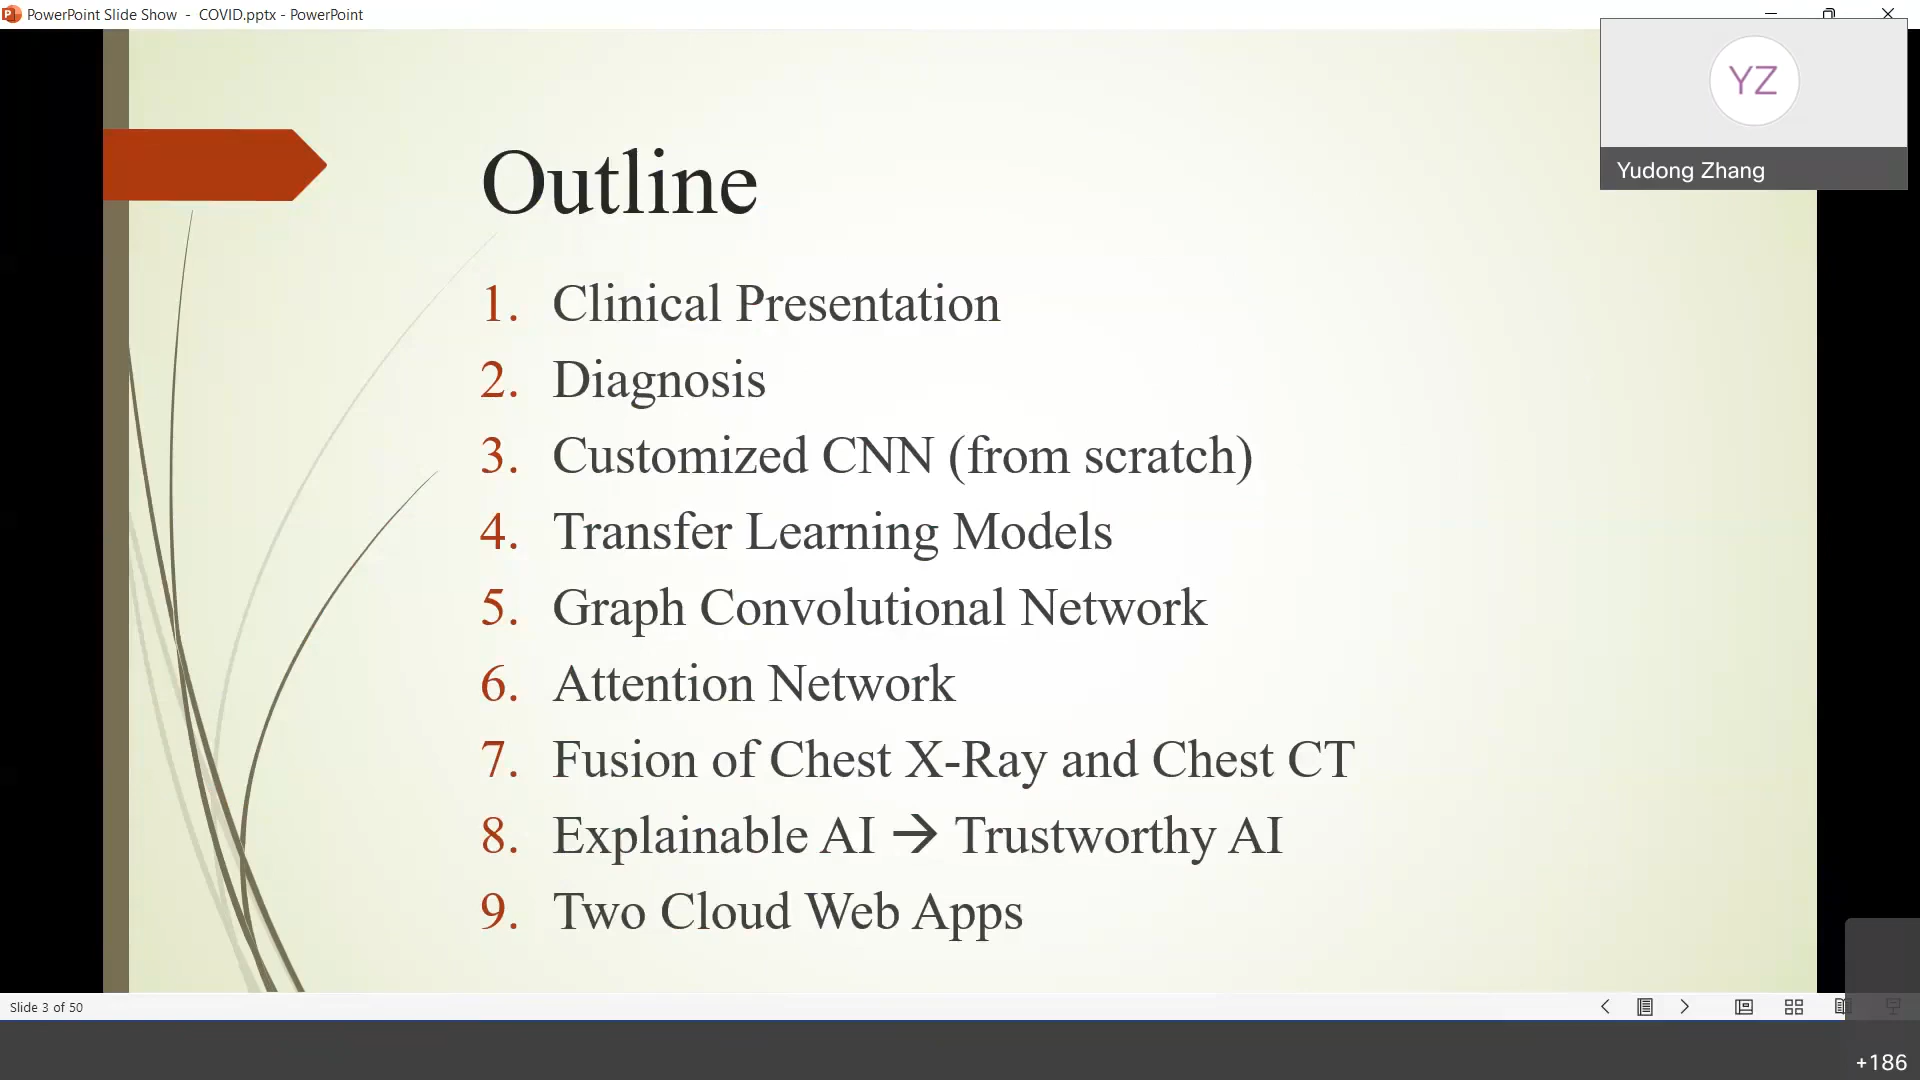 PowerPoint Slide Show - COVID.pptx - PowerPoint
YZ
Yudong Zhang
Outline
1. Clinical Presentation
2. Diagnosis
3. Customized CNN (from scratch)
4. Transfer Learning Models
5. Graph Convolutional Network
6. Attention Network
7. Fusion of Chest X-Ray and Chest CT
8. Explainable AI → Trustworthy AI
9. Two Cloud Web Apps
Slide 3 of 50
+186